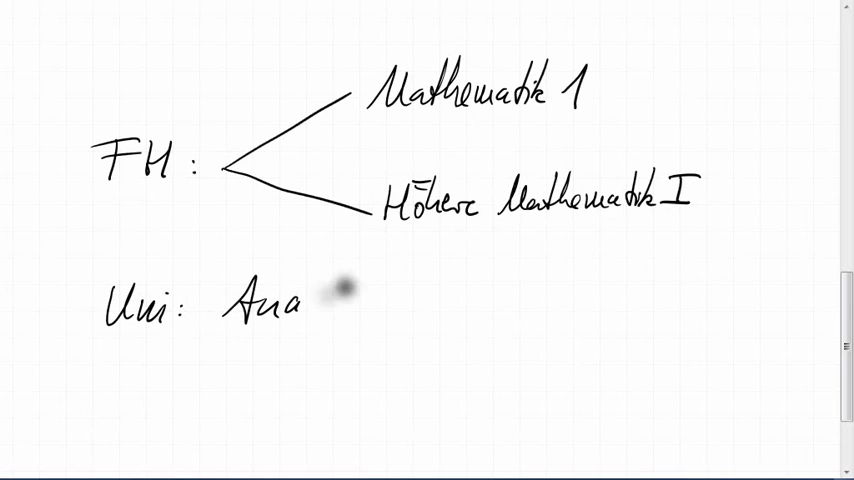 Mathematik 1
FH:
Höhere Mathematik I
Uni: Ana